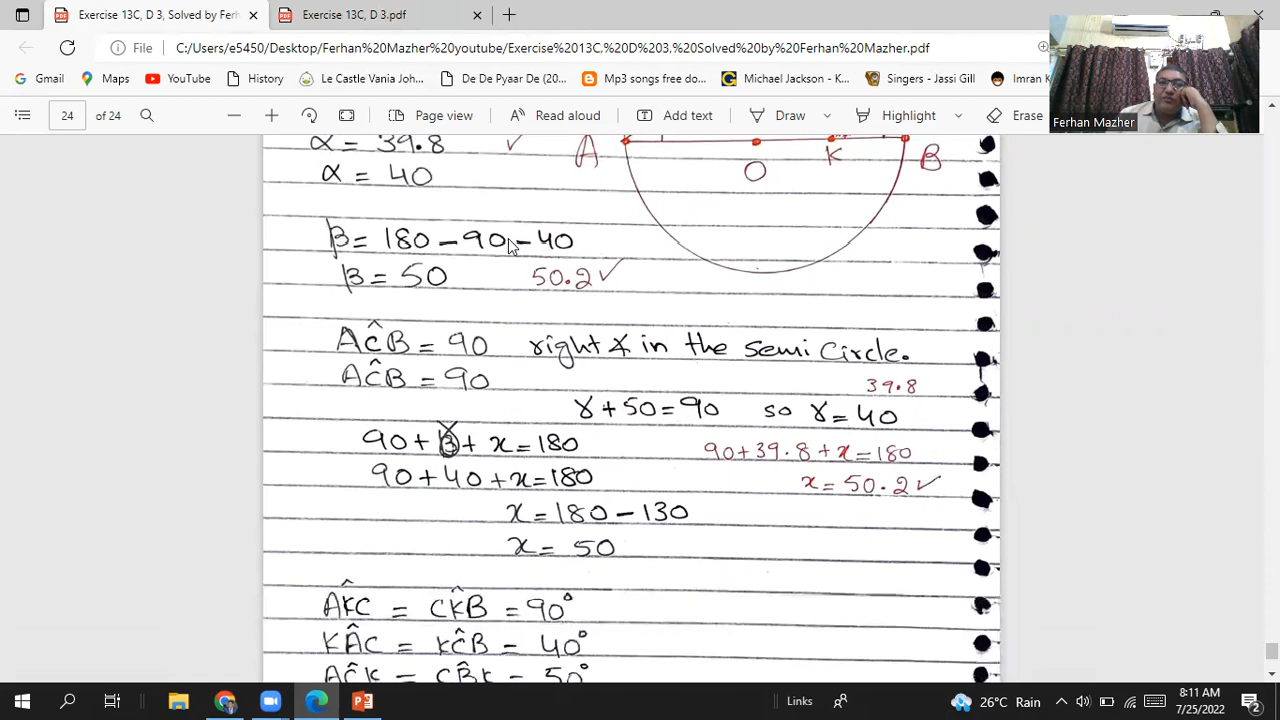 Exercise 13C, D 3, Solved by Ferh
Exercise 13C, D 3.pdf
File
C:/Users/e5450/Desktop/Ferhan%20Mazher/Exercise%2013C,%20D%203,%20Solved%20by%20Ferhan%20Mazher.pdf
Gmail
Maps
YouTube
History
Le Castle Vania Joh...
De De Pyaar De (20...
Mp3 songs free do...
Michael Jackson - K...
Singers - Jassi Gill
Imran K
24 of 24
Read aloud
Add text
Draw
Highlight
Erase
Ferhan Mazher
α = 39.8 ✓
α = 40
A
O
K
B
β = 180 – 90 – 40
β = 50 50.2 ✓
AĈB = 90 right ∡ in the semi Circle.
AĈB = 90
39.8
γ + 50 = 90 so γ = 40
90 + + x = 180
90 + 39.8 + x = 180
90 + 40 + x = 180
x = 50.2 ✓
x = 180 – 130
x = 50
AK̂C = CK̂B = 90°
KÂC = KĈB = 40°
AĈK = CB̂K = 50°
Links
26°C Rain
8:11 AM
7/25/2022
2